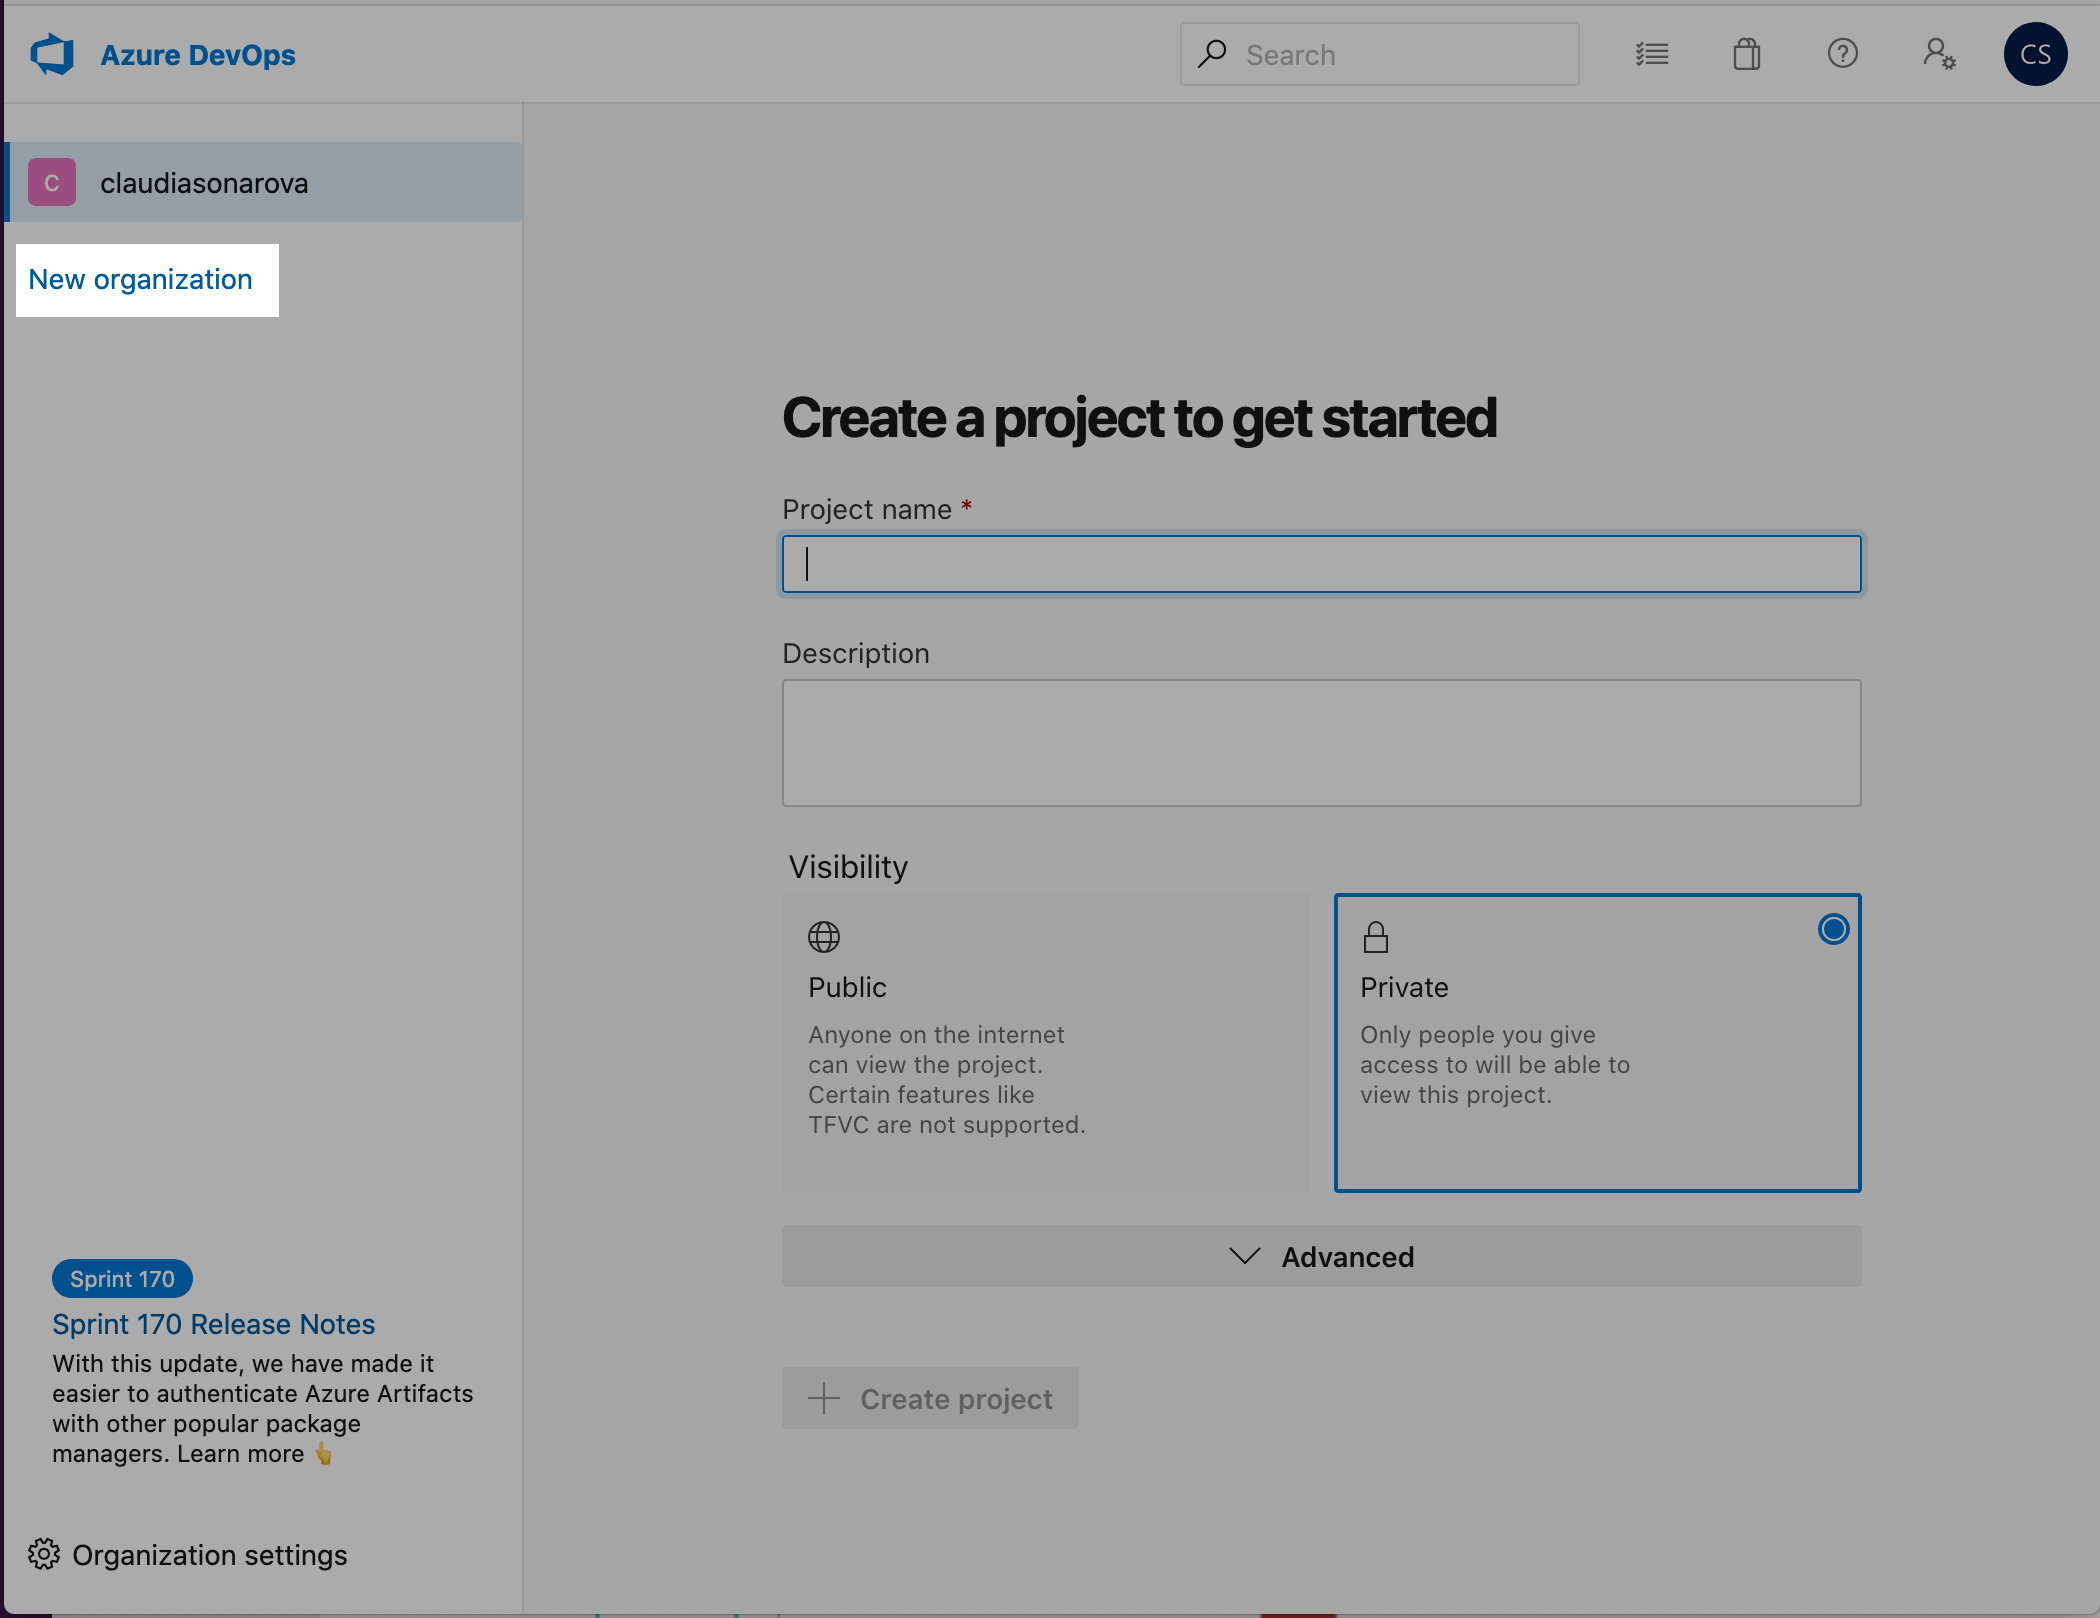 Azure DevOps
Search
CS
C
claudiasonarova
New organization
Create a project to get started
Project name *
Description
Visibility
Public
Anyone on the internet
can view the project.
Certain features like
TFVC are not supported.
Private
Only people you give
access to will be able to
view this project.
Advanced
Create project
Sprint 170
Sprint 170 Release Notes
With this update, we have made it
easier to authenticate Azure Artifacts
with other popular package
managers. Learn more 👆
Organization settings